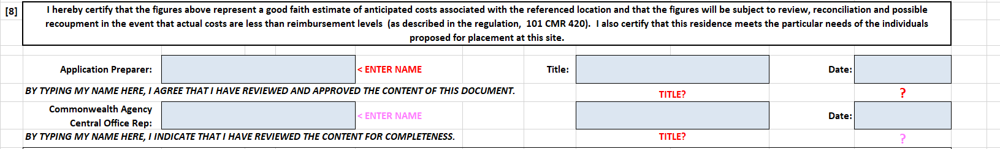 [8]
I hereby certify that the figures above represent a good faith estimate of anticipated costs associated with the referenced location and that the figures will be subject to review, reconciliation and possible
recoupment in the event that actual costs are less than reimbursement levels  (as described in the regulation,  101 CMR 420).  I also certify that this residence meets the particular needs of the individuals
proposed for placement at this site.
Application Preparer: < ENTER NAME Title: Date:
BY TYPING MY NAME HERE, I AGREE THAT I HAVE REVIEWED AND APPROVED THE CONTENT OF THIS DOCUMENT.
TITLE? ?
Commonwealth Agency
Central Office Rep: < ENTER NAME Date:
BY TYPING MY NAME HERE, I INDICATE THAT I HAVE REVIEWED THE CONTENT FOR COMPLETENESS.
TITLE? ?